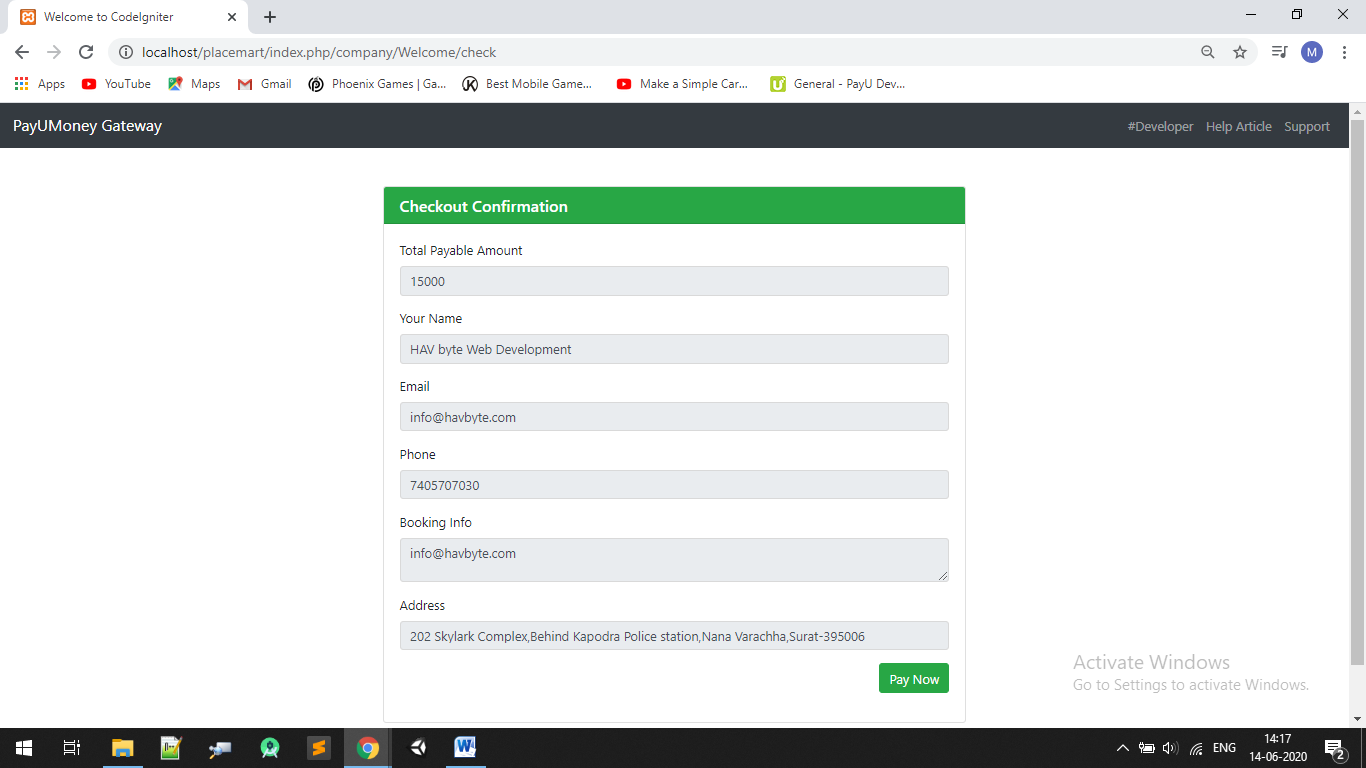 Welcome to CodeIgniter
localhost/placemart/index.php/company/Welcome/check
M
Apps YouTube Maps Gmail Phoenix Games | Ga... Best Mobile Game... Make a Simple Car... General - PayU Dev...
PayUMoney Gateway
#Developer Help Article Support
Checkout Confirmation
Total Payable Amount
15000
Your Name
HAV byte Web Development
Email
info@havbyte.com
Phone
7405707030
Booking Info
info@havbyte.com
Address
202 Skylark Complex,Behind Kapodra Police station,Nana Varachha,Surat-395006
Pay Now
Activate Windows
Go to Settings to activate Windows.
ENG
14:17
14-06-2020
2